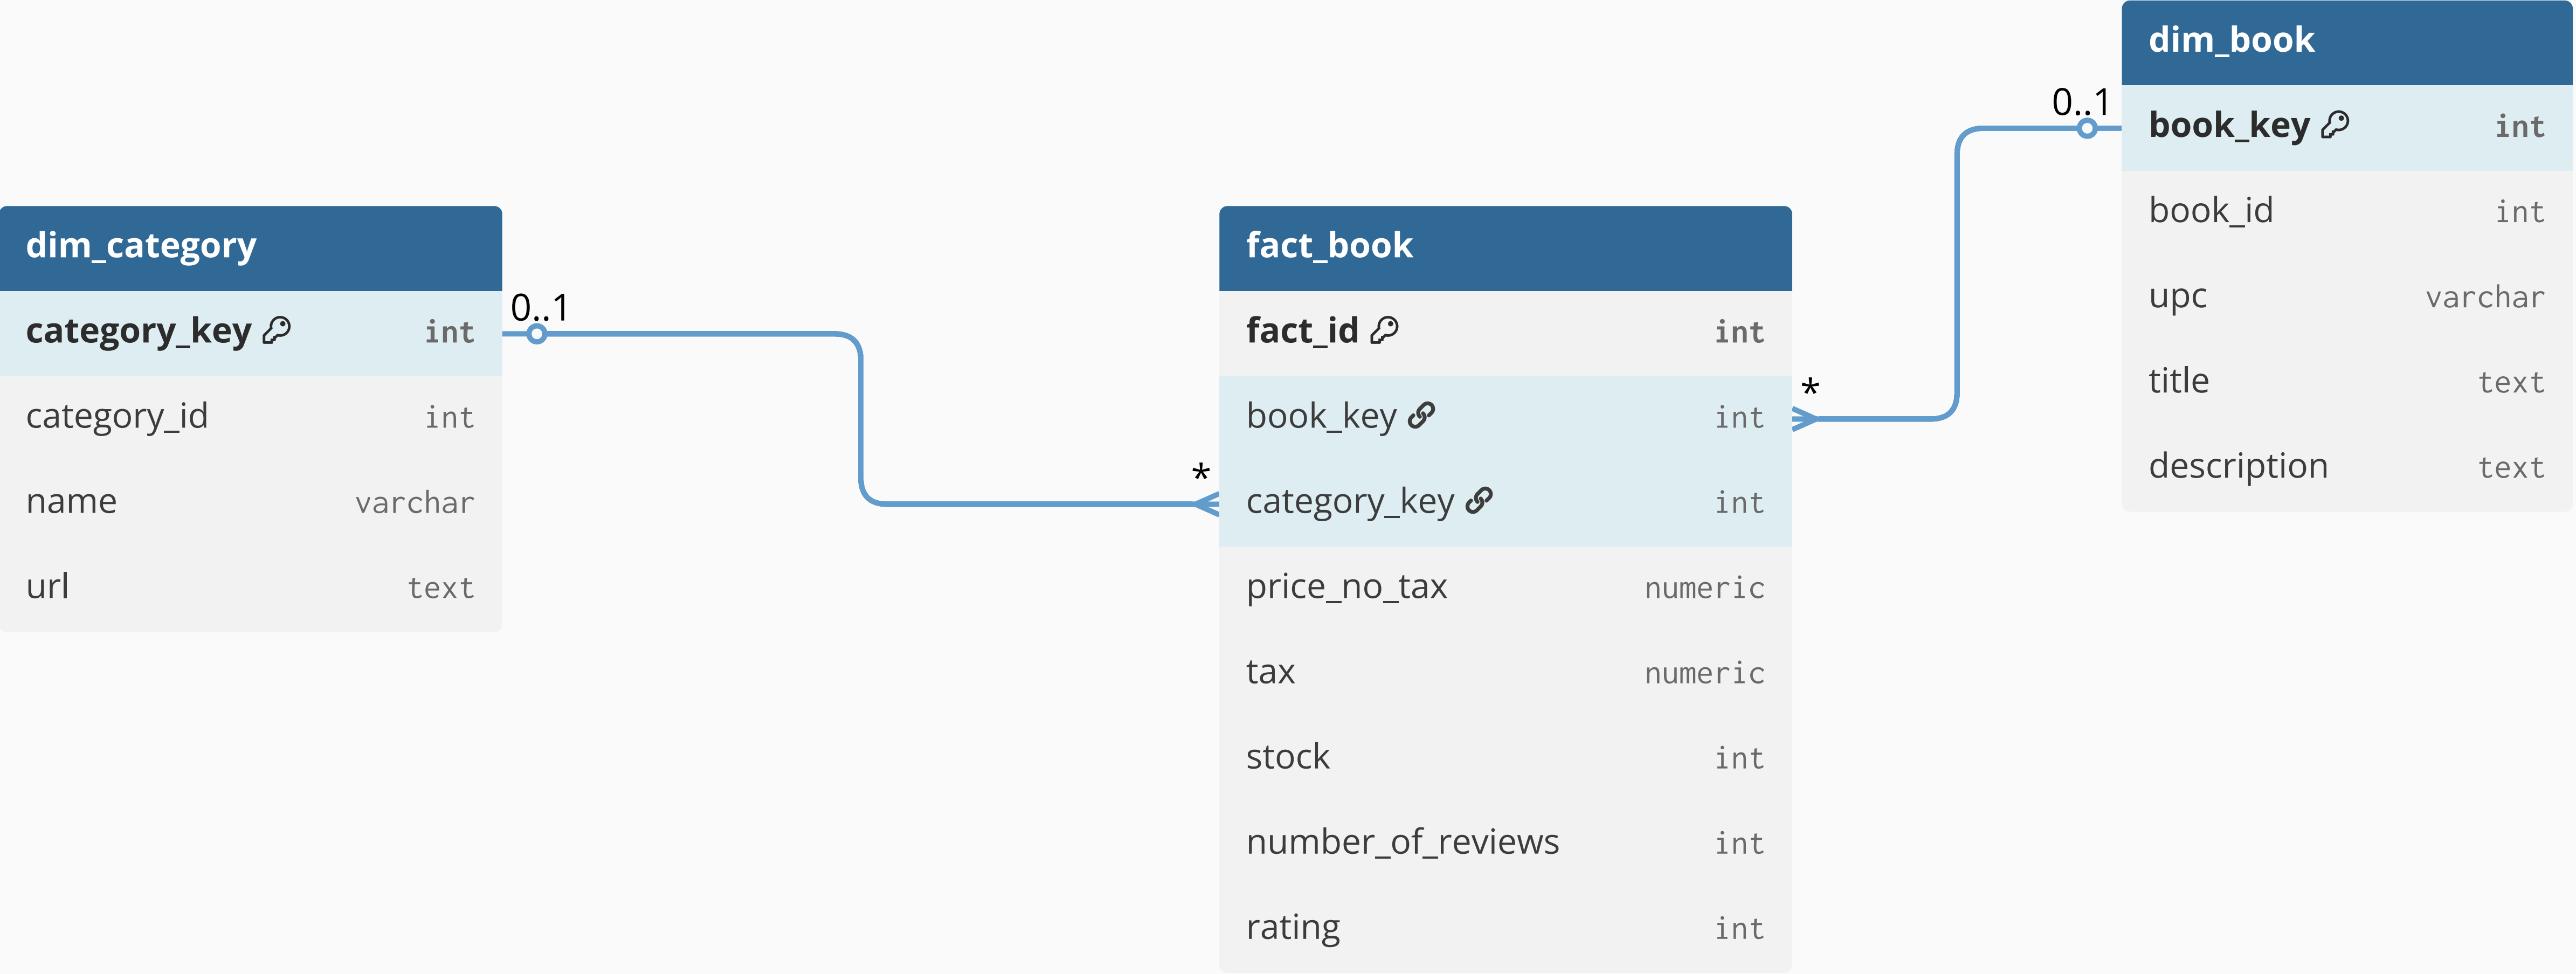 dim_category
category_key int
category_id int
name varchar
url text
0..1
*
fact_book
fact_id int
book_key int
category_key int
price_no_tax numeric
tax numeric
stock int
number_of_reviews int
rating int
*
0..1
dim_book
book_key int
book_id int
upc varchar
title text
description text